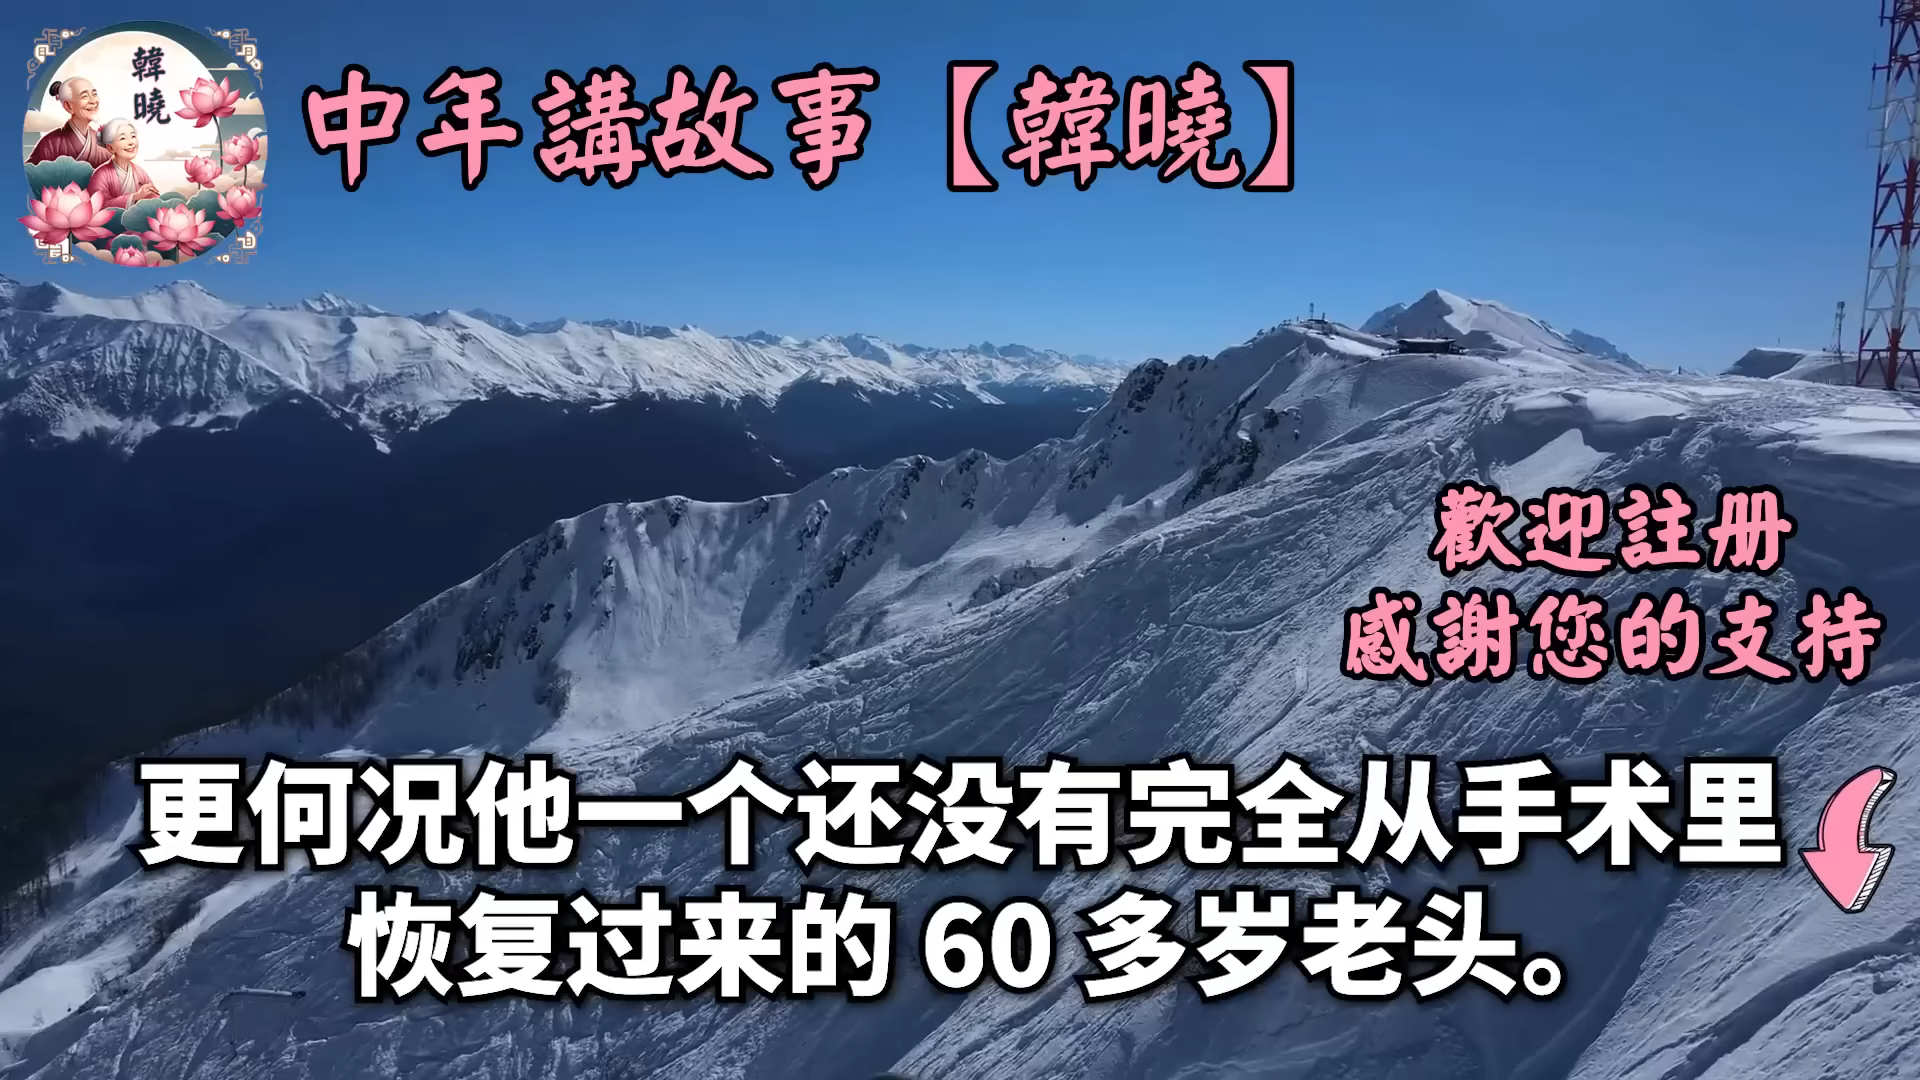 韓曉
中年講故事【韓曉】
歡迎註册
感謝您的支持
更何况他一个还没有完全从手术里
恢复过来的 60 多岁老头。